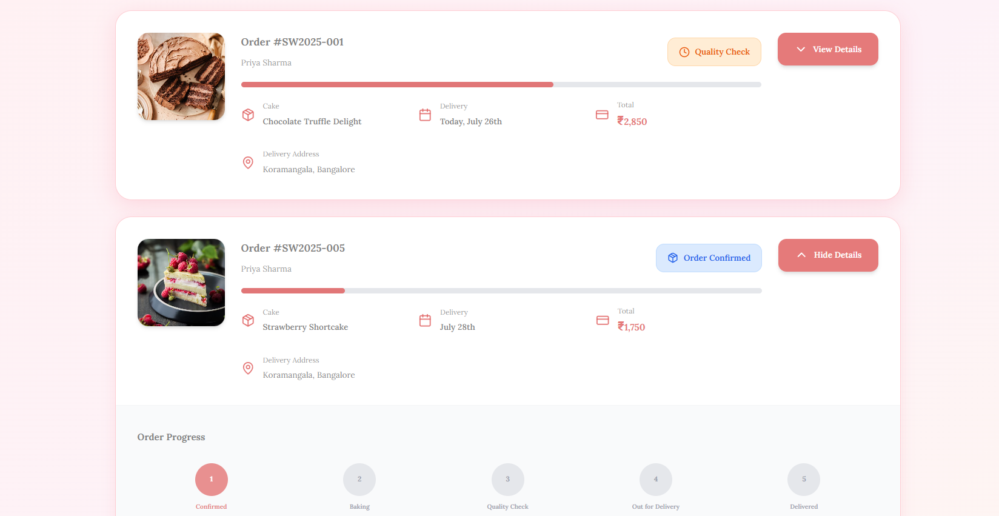 Order #SW2025-001
Priya Sharma
Quality Check
View Details
Cake
Chocolate Truffle Delight
Delivery
Today, July 26th
Total
₹2,850
Delivery Address
Koramangala, Bangalore
Order #SW2025-005
Priya Sharma
Order Confirmed
Hide Details
Cake
Strawberry Shortcake
Delivery
July 28th
Total
₹1,750
Delivery Address
Koramangala, Bangalore
Order Progress
1
Confirmed
2
Baking
3
Quality Check
4
Out for Delivery
5
Delivered